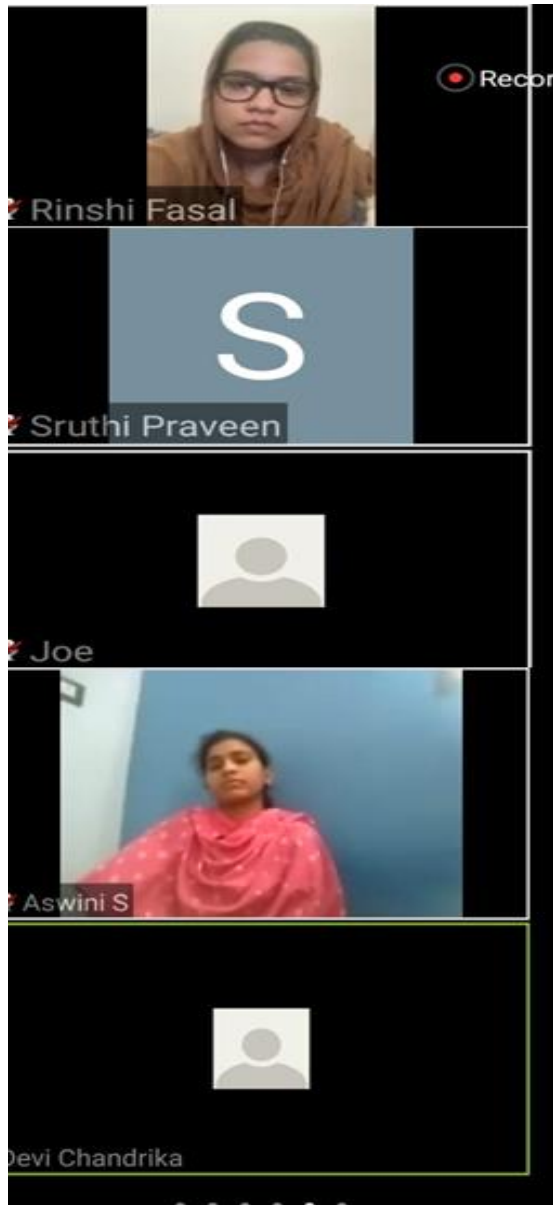 Recor
Rinshi Fasal
S
Sruthi Praveen
Joe
Aswini S
Devi Chandrika